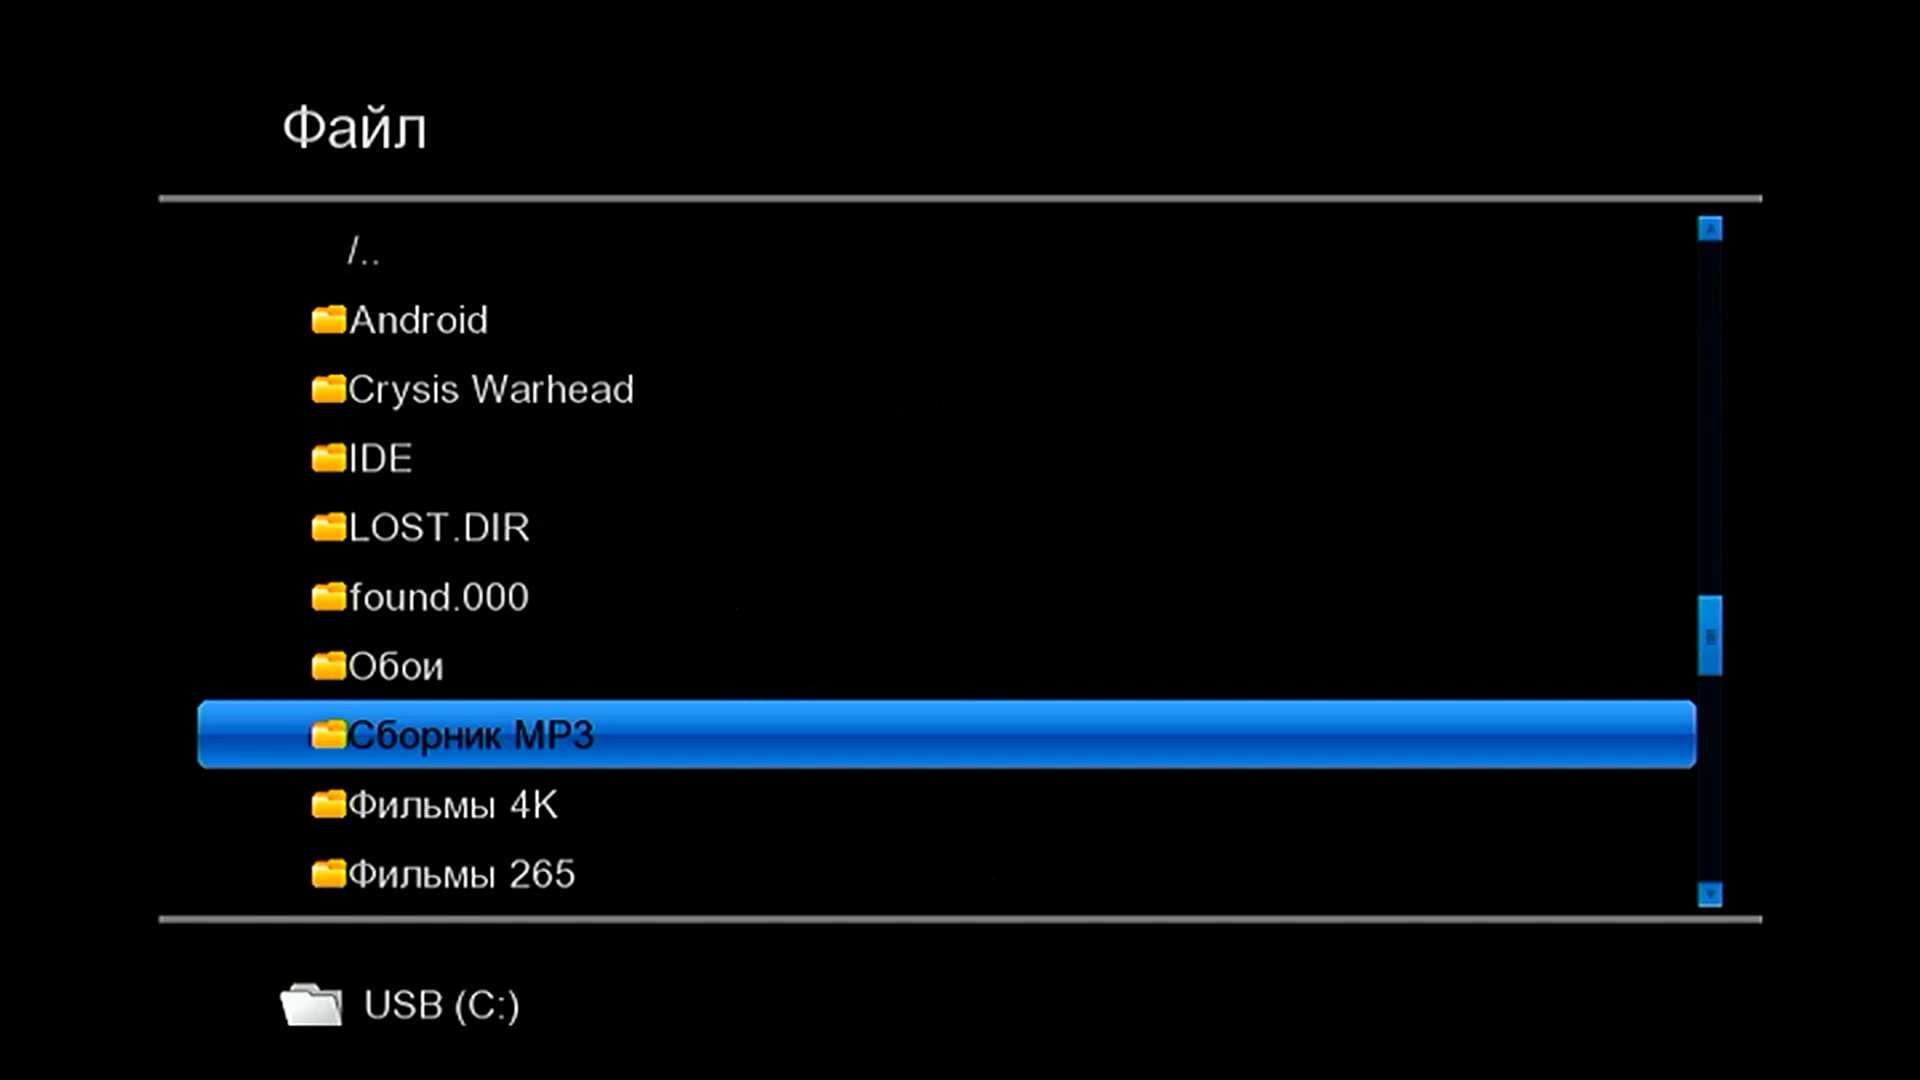 Файл
/..
Android
Crysis Warhead
IDE
LOST.DIR
found.000
Обои
Сборник MP3
Фильмы 4K
Фильмы 265
USB (C:)